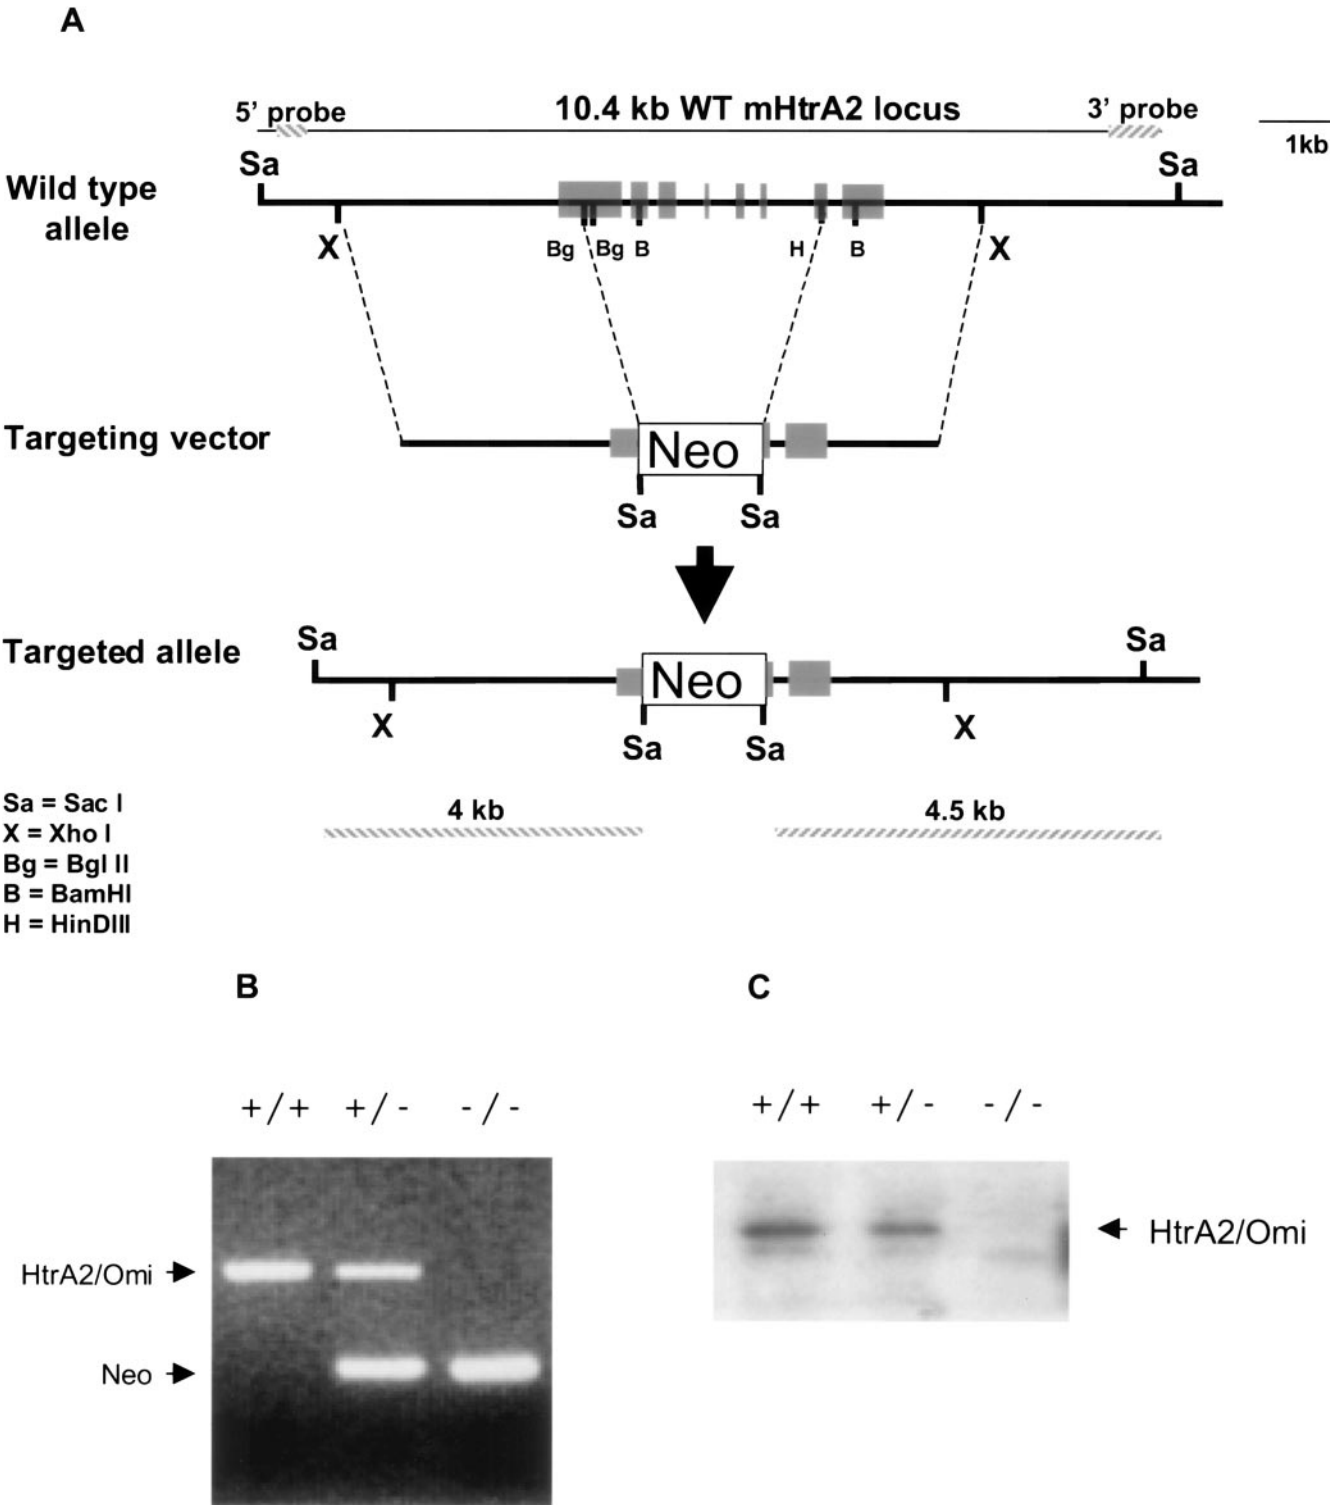 A
5’ probe
10.4 kb WT mHtrA2 locus
3’ probe
1kb
Sa
Sa
Wild type
allele
X
Bg
Bg
B
H
B
X
Targeting vector
Neo
Sa
Sa
Targeted allele
Sa
Sa
Neo
X
X
Sa
Sa
Sa = Sac I
X = Xho I
Bg = Bgl II
B = BamHI
H = HinDIII
4 kb
4.5 kb
B
C
+/+ +/- -/-
+/+ +/- -/-
HtrA2/Omi
Neo
HtrA2/Omi